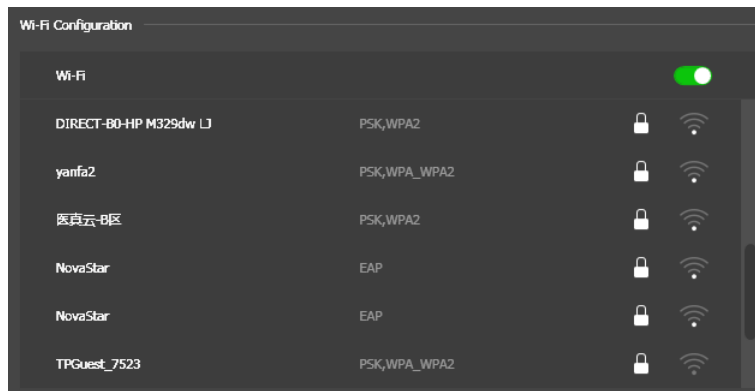 Wi-Fi Configuration
Wi-Fi
DIRECT-B0-HP M329dw LJ PSK,WPA2
yanfa2 PSK,WPA_WPA2
医真云-B区 PSK,WPA2
NovaStar EAP
NovaStar EAP
TPGuest_7523 PSK,WPA_WPA2